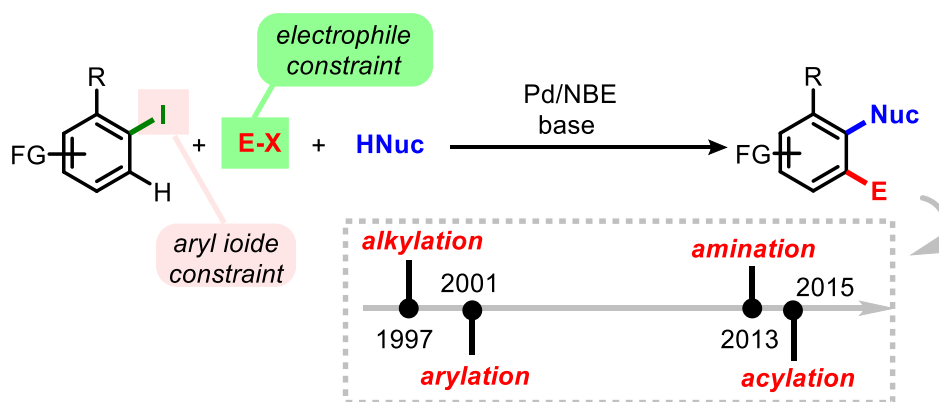 electrophile
constraint
R
I
FG
H
+
E-X
+
HNuc
Pd/NBE
base
R
Nuc
FG
E
aryl ioide
constraint
alkylation
2001
amination
2015
1997
2013
arylation
acylation